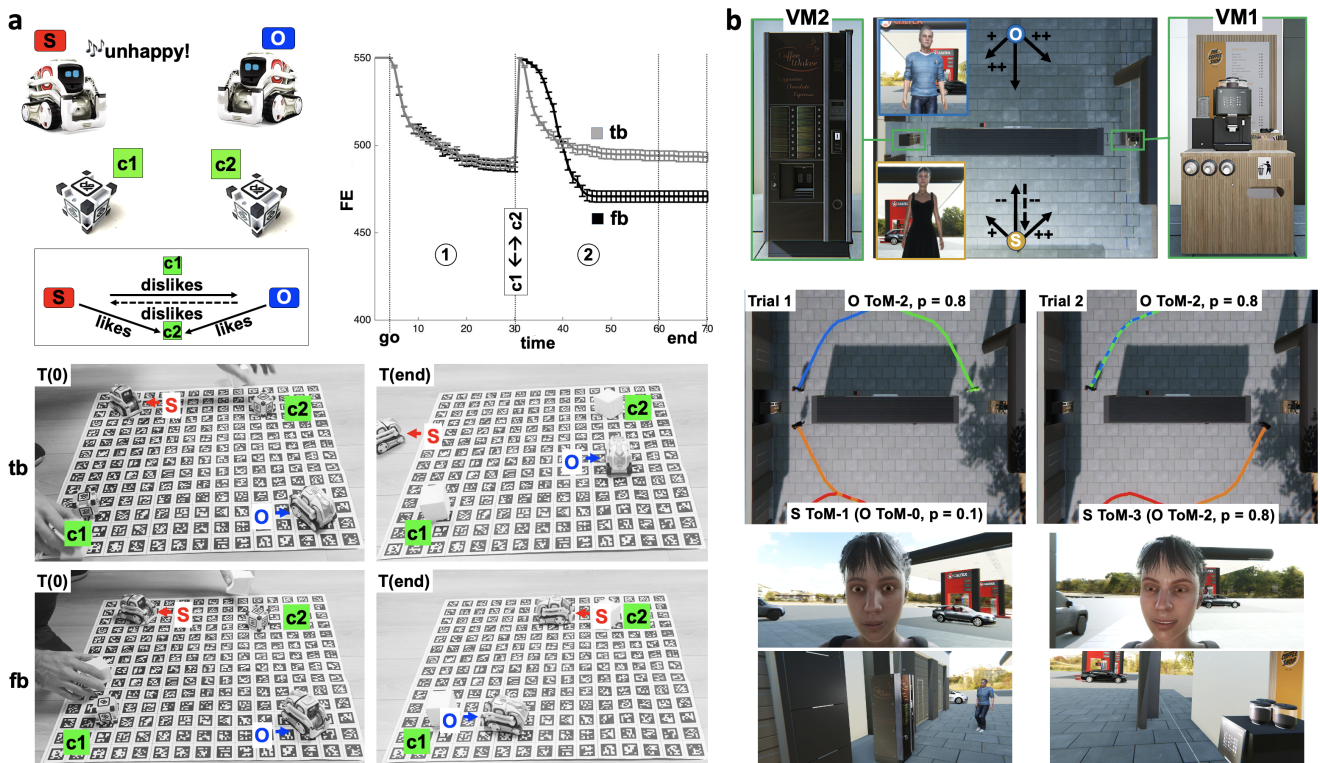 a
S
unhappy!
O
c1
c2
c1
dislikes
S
O
dislikes
likes
c2
likes
550
500
450
400
FE
tb
fb
1
2
c1 ←→ c2
10
20
30
40
50
60
70
go
time
end
tb
T(0)
S
c2
O
c1
T(end)
S
c2
O
c1
fb
T(0)
S
c2
O
c1
T(end)
S
c2
O
c1
b
VM2
Coffee
Maker
O
+
++
++
--
--
+
S
++
VM1
Trial 1
O ToM-2, p = 0.8
S ToM-1 (O ToM-0, p = 0.1)
Trial 2
O ToM-2, p = 0.8
S ToM-3 (O ToM-2, p = 0.8)